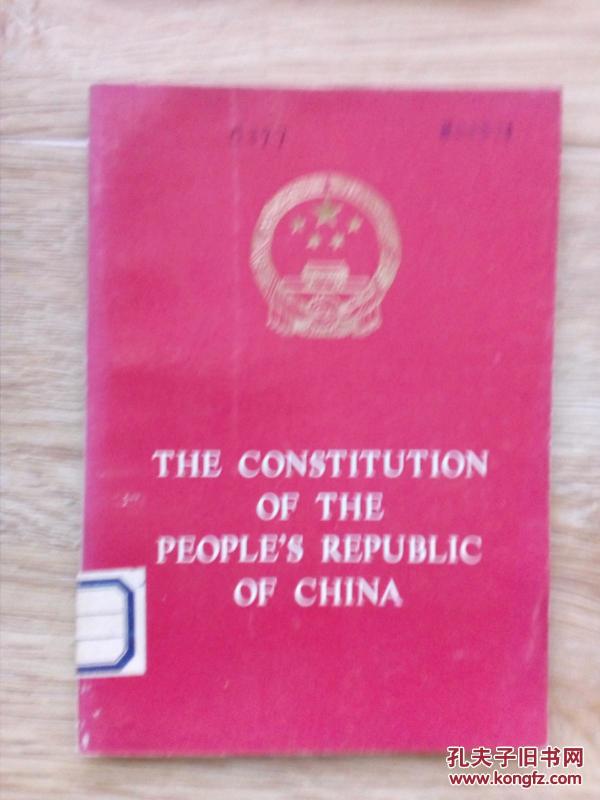 THE CONSTITUTION
OF THE
PEOPLE'S REPUBLIC
OF CHINA
孔夫子旧书网
www.kongfz.com